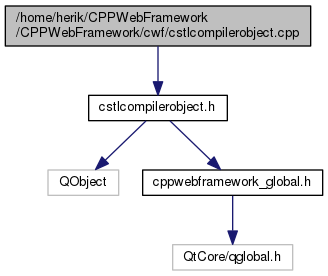 /home/herik/CPPWebFramework
/CPPWebFramework/cwf/cstlcompilerobject.cpp
cstlcompilerobject.h
QObject
cppwebframework_global.h
QtCore/qglobal.h